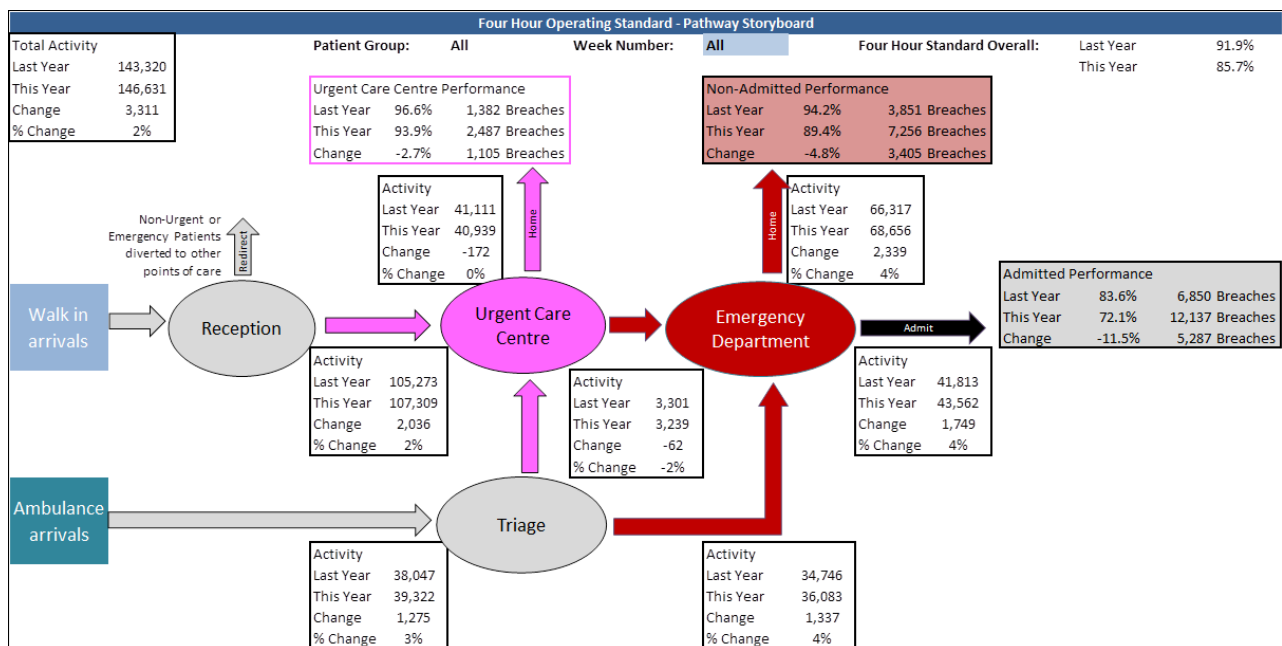 Four Hour Operating Standard - Pathway Storyboard
Total Activity
Last Year 143,320
This Year 146,631
Change 3,311
% Change 2%
Patient Group: All Week Number: All Four Hour Standard Overall: Last Year 91.9%
This Year 85.7%
Urgent Care Centre Performance
Last Year 96.6% 1,382 Breaches
This Year 93.9% 2,487 Breaches
Change -2.7% 1,105 Breaches
Non-Admitted Performance
Last Year 94.2% 3,851 Breaches
This Year 89.4% 7,256 Breaches
Change -4.8% 3,405 Breaches
Activity
Last Year 41,111
This Year 40,939
Change -172
% Change 0%
Home
Home
Activity
Last Year 66,317
This Year 68,656
Change 2,339
% Change 4%
Non-Urgent or
Emergency Patients
diverted to other
points of care
Redirect
Admitted Performance
Last Year 83.6% 6,850 Breaches
This Year 72.1% 12,137 Breaches
Change -11.5% 5,287 Breaches
Walk in
arrivals
Reception
Urgent Care
Centre
Emergency
Department
Admit
Activity
Last Year 105,273
This Year 107,309
Change 2,036
% Change 2%
Activity
Last Year 3,301
This Year 3,239
Change -62
% Change -2%
Activity
Last Year 41,813
This Year 43,562
Change 1,749
% Change 4%
Ambulance
arrivals
Triage
Activity
Last Year 38,047
This Year 39,322
Change 1,275
% Change 3%
Activity
Last Year 34,746
This Year 36,083
Change 1,337
% Change 4%